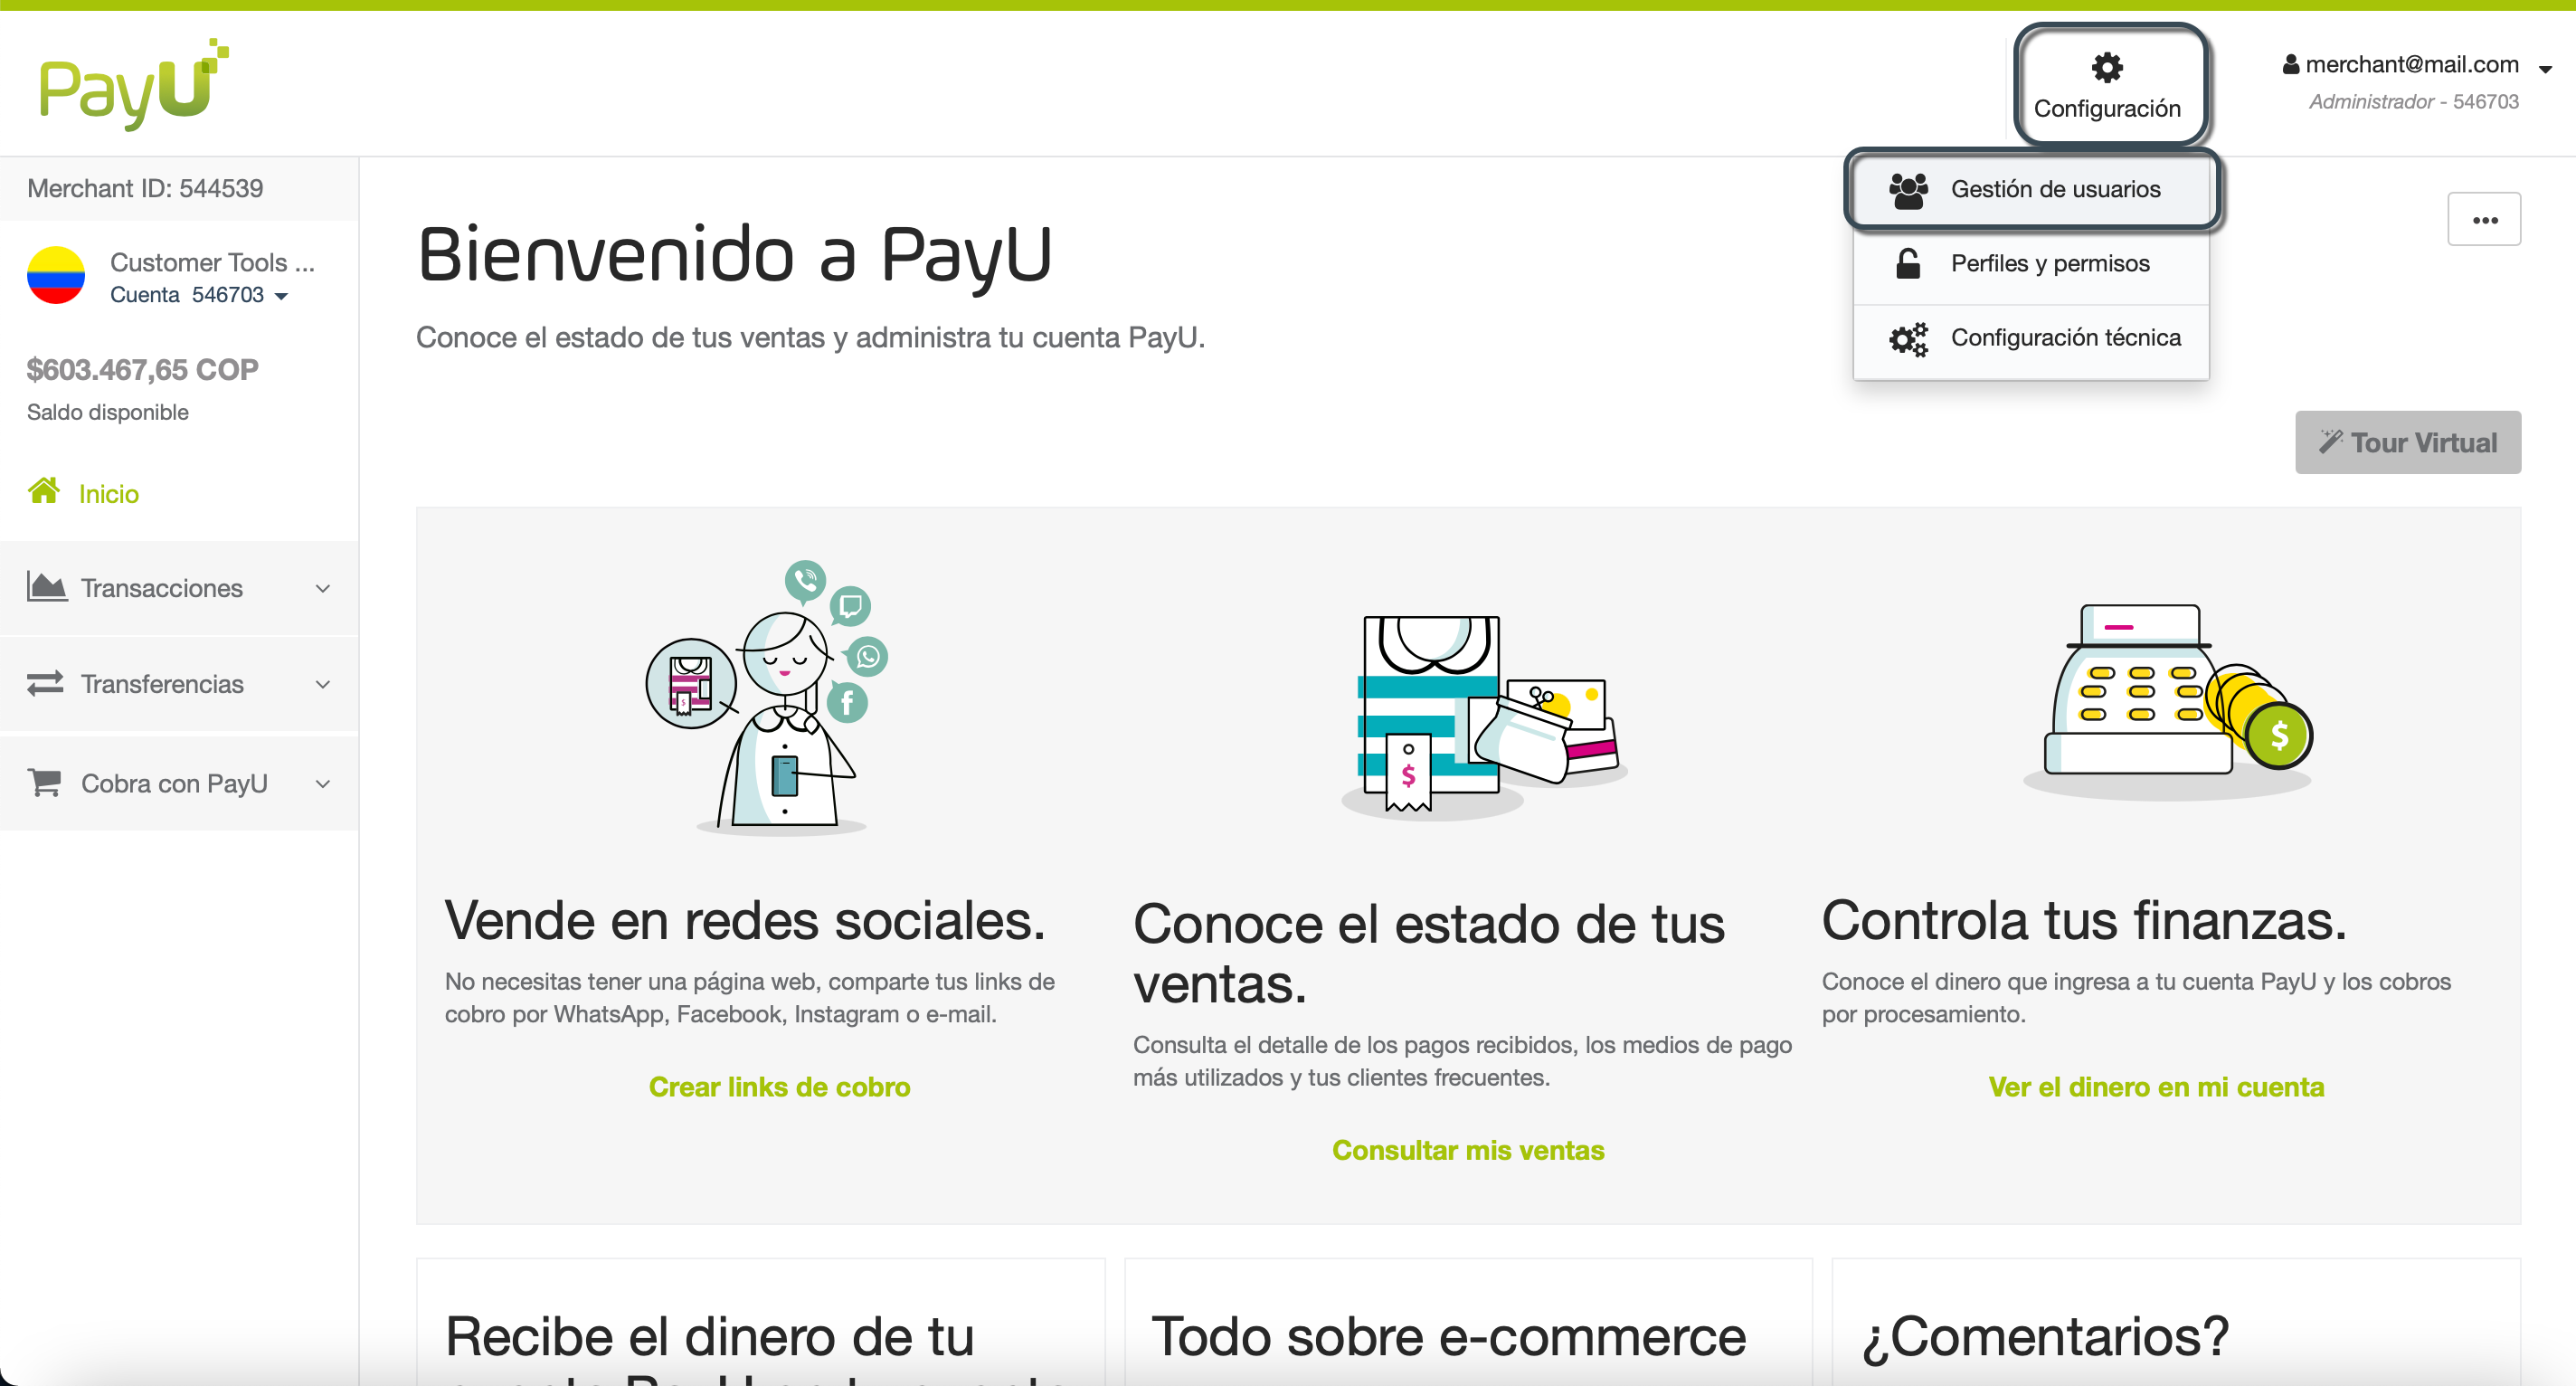 PayU
Configuración
merchant@mail.com
Administrador - 546703
Merchant ID: 544539
Gestión de usuarios
Perfiles y permisos
Configuración técnica
Customer Tools ...
Cuenta 546703
$603.467,65 COP
Saldo disponible
Inicio
Transacciones
Transferencias
Cobra con PayU
Bienvenido a PayU
Conoce el estado de tus ventas y administra tu cuenta PayU.
Tour Virtual
Vende en redes sociales.
No necesitas tener una página web, comparte tus links de
cobro por WhatsApp, Facebook, Instagram o e-mail.
Crear links de cobro
Conoce el estado de tus
ventas.
Consulta el detalle de los pagos recibidos, los medios de pago
más utilizados y tus clientes frecuentes.
Consultar mis ventas
Controla tus finanzas.
Conoce el dinero que ingresa a tu cuenta PayU y los cobros
por procesamiento.
Ver el dinero en mi cuenta
Recibe el dinero de tu
Todo sobre e-commerce
¿Comentarios?